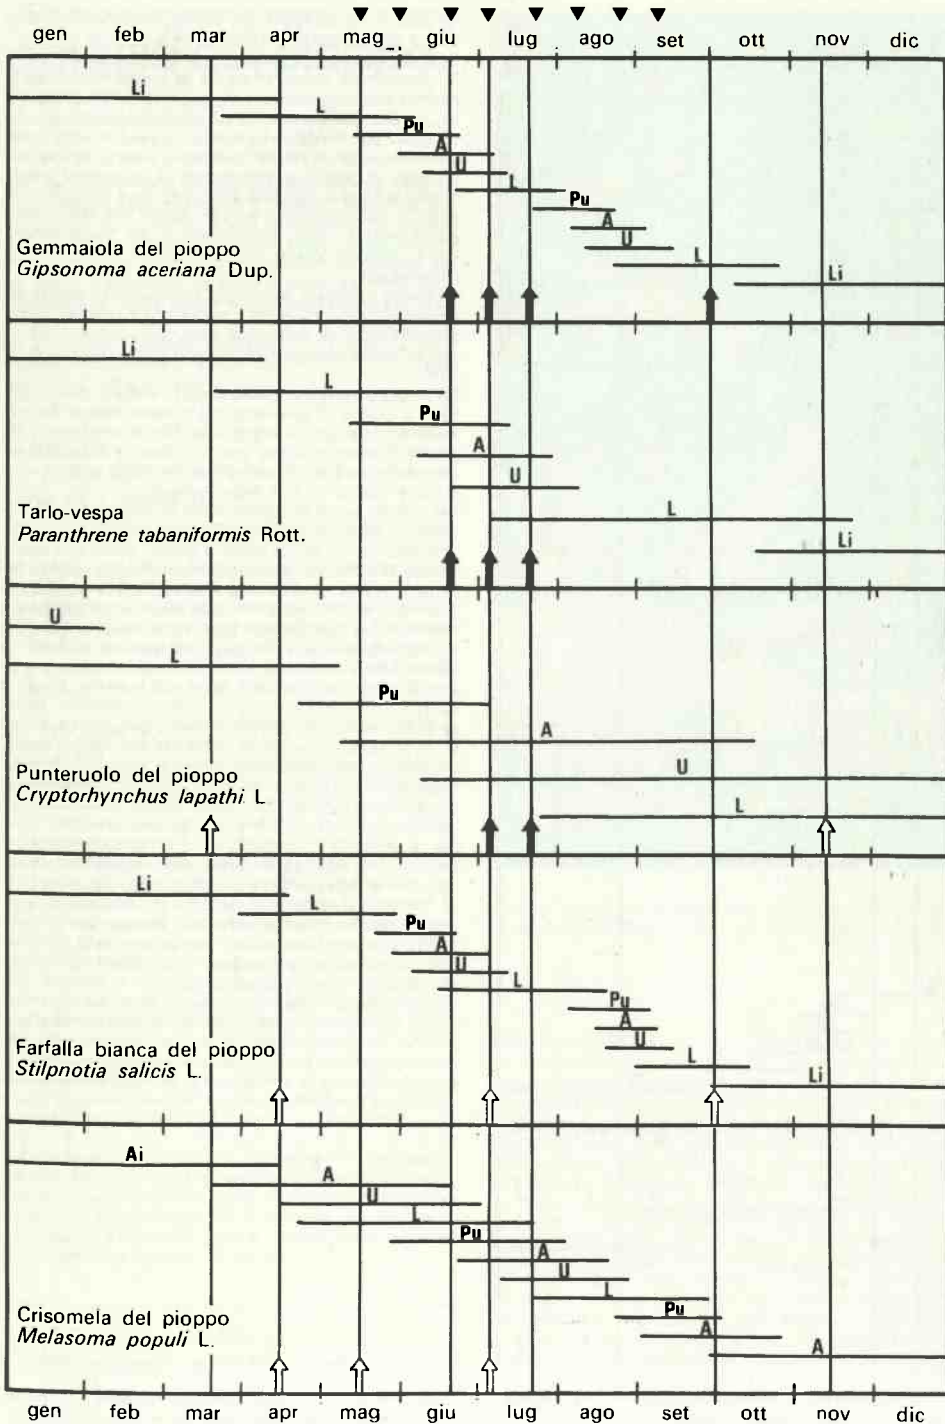 gen feb mar apr mag giu lug ago set ott nov dic
Li
L
Pu
A
U
L
Pu
A
U
L
Li
Gemmaiola del pioppo
Gipsonoma aceriana Dup.
Li
L
Pu
A
U
L
Li
Tarlo-vespa
Paranthrene tabaniformis Rott.
U
L
Pu
A
U
L
Punteruolo del pioppo
Cryptorhynchus lapathi L.
Li
L
Pu
A
U
L
Pu
A
U
L
Li
Farfalla bianca del pioppo
Stilpnotia salicis L.
Ai
A
U
L
Pu
A
U
L
Pu
A
A
Crisomela del pioppo
Melasoma populi L.
gen feb mar apr mag giu lug ago set ott nov dic